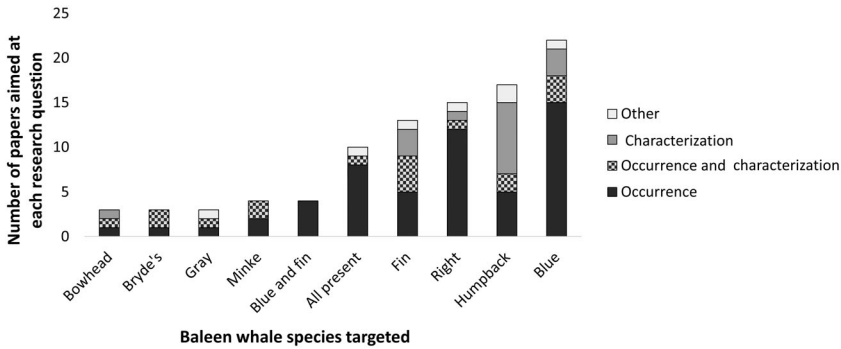 Number of papers aimed at
each research question
25
20
15
10
5
0
Bowhead
Bryde's
Gray
Minke
Blue and fin
All present
Fin
Right
Humpback
Blue
Baleen whale species targeted
Other
Characterization
Occurrence and characterization
Occurrence